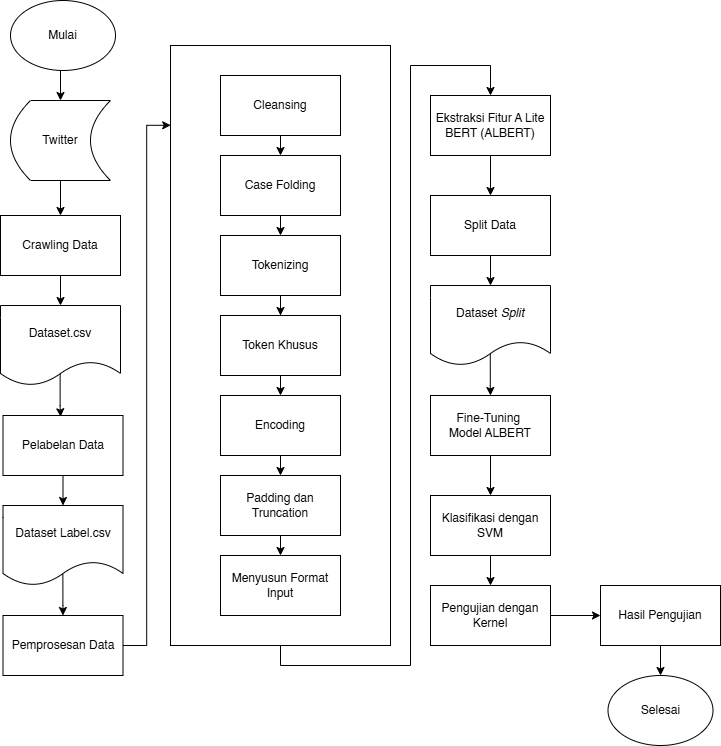 Mulai
Twitter
Crawling Data
Dataset.csv
Pelabelan Data
Dataset Label.csv
Pemprosesan Data
Cleansing
Case Folding
Tokenizing
Token Khusus
Encoding
Padding dan
Truncation
Menyusun Format
Input
Ekstraksi Fitur A Lite
BERT (ALBERT)
Split Data
Dataset Split
Fine-Tuning
Model ALBERT
Klasifikasi dengan
SVM
Pengujian dengan
Kernel
Hasil Pengujian
Selesai